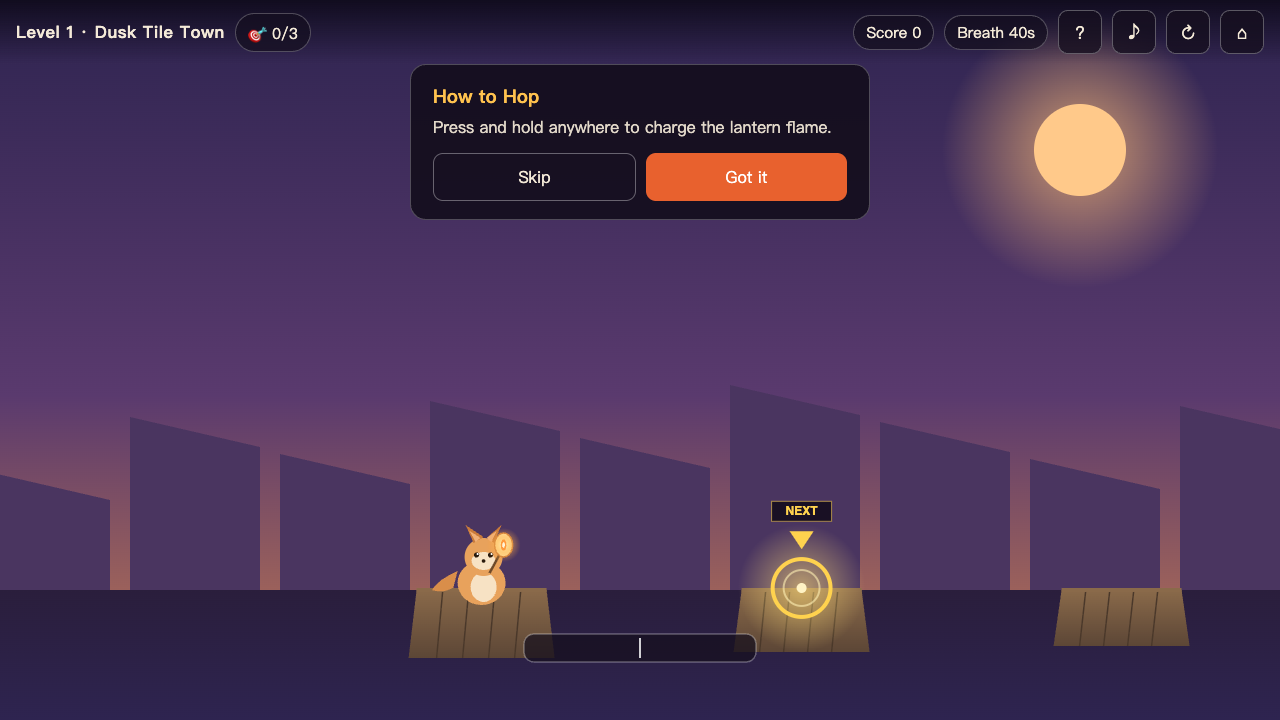 Level 1 · Dusk Tile Town
🎯 0/3
Score 0
Breath 40s
?
♪
↻
⌂
How to Hop
Press and hold anywhere to charge the lantern flame.
Skip
Got it
NEXT